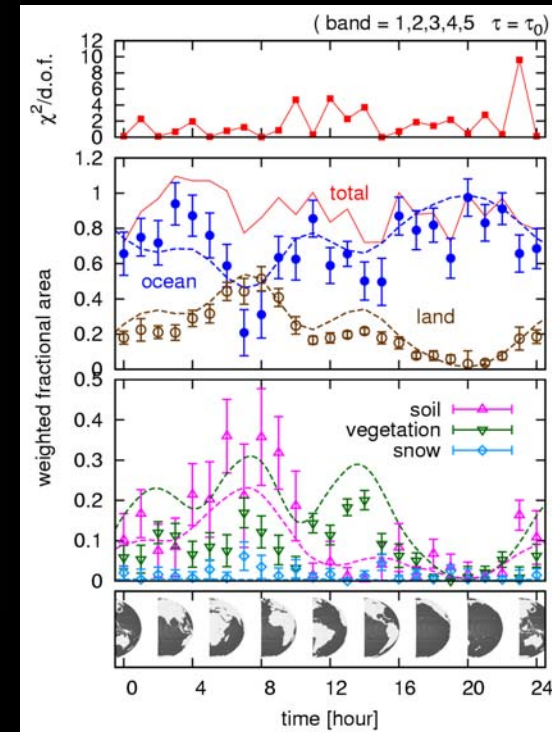 ( band = 1,2,3,4,5 τ = τ₀)
χ²/d.o.f.
12
10
8
6
4
2
0
weighted fractional area
1.2
1
0.8
0.6
0.4
0.2
0
total
ocean
land
0.5
0.4
0.3
0.2
0.1
0
soil
vegetation
snow
0 4 8 12 16 20 24
time [hour]